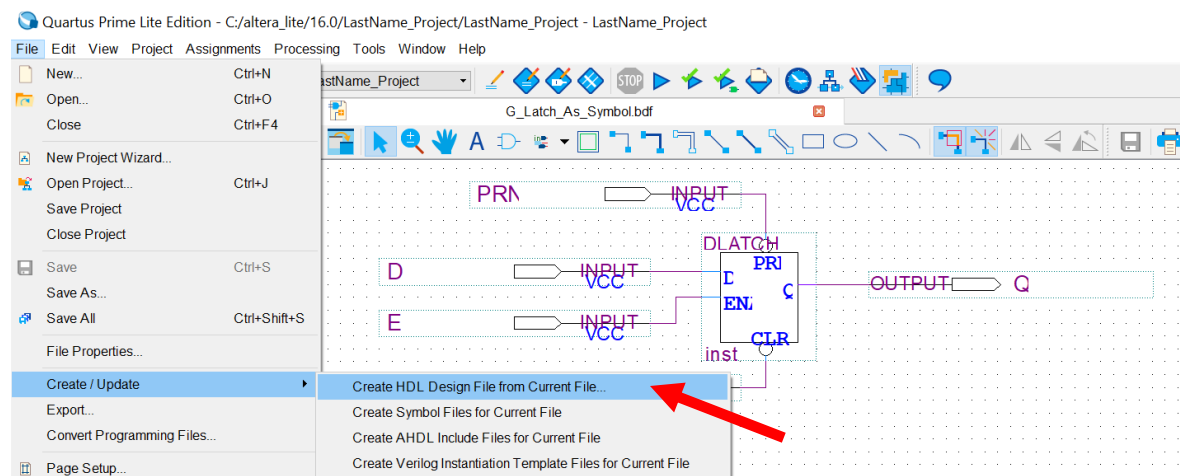 Quartus Prime Lite Edition - C:/altera_lite/16.0/LastName_Project/LastName_Project - LastName_Project
File Edit View Project Assignments Processing Tools Window Help
New... Ctrl+N
astName_Project
STOP
Open... Ctrl+O
G_Latch_As_Symbol.bdf
Close Ctrl+F4
A
New Project Wizard...
Open Project... Ctrl+J
Save Project
Close Project
Save Ctrl+S
Save As...
Save All Ctrl+Shift+S
File Properties...
Create / Update
Export...
Convert Programming Files...
Page Setup...
Create HDL Design File from Current File...
Create Symbol Files for Current File
Create AHDL Include Files for Current File
Create Verilog Instantiation Template Files for Current File
PRN INPUT
VCC
DLATCH
PRI
D INPUT
VCC
D
Q
OUTPUT Q
E INPUT
VCC
EN.
CLR
inst